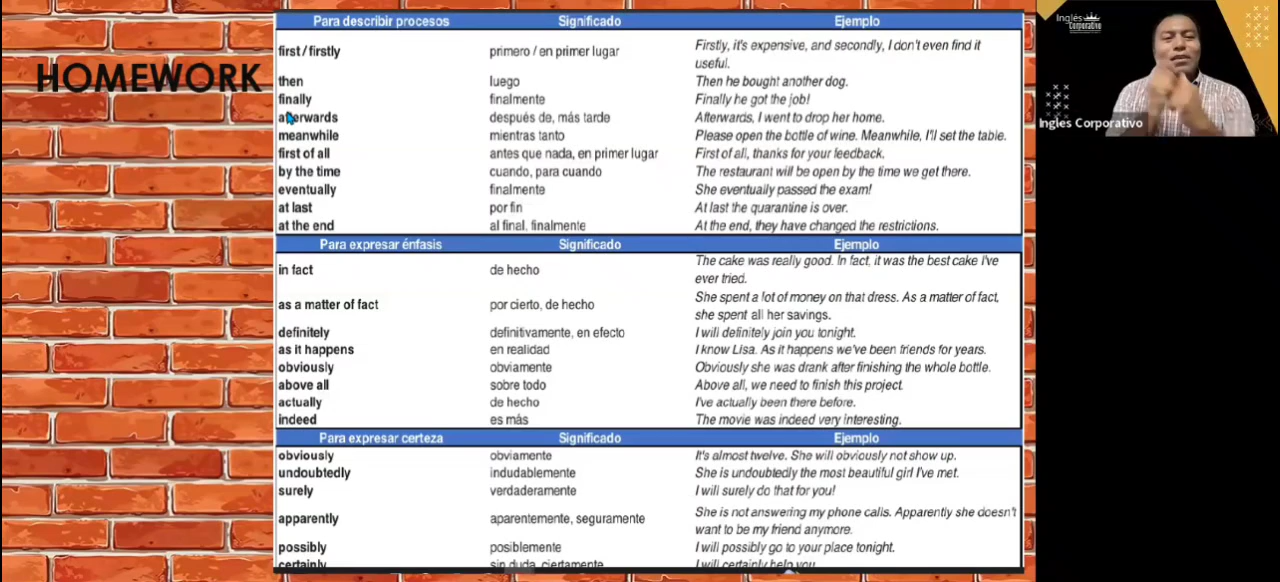 HOMEWORK
Para describir procesos Significado Ejemplo
first / firstly primero / en primer lugar Firstly, it's expensive, and secondly, I don't even find it
useful.
then luego Then he bought another dog.
finally finalmente Finally he got the job!
afterwards después de, más tarde Afterwards, I went to drop her home.
meanwhile mientras tanto Please open the bottle of wine. Meanwhile, I'll set the table.
first of all antes que nada, en primer lugar First of all, thanks for your feedback.
by the time cuando, para cuando The restaurant will be open by the time we get there.
eventually finalmente She eventually passed the exam!
at last por fin At last the quarantine is over.
at the end al final, finalmente At the end, they have changed the restrictions.
Para expresar énfasis Significado Ejemplo
in fact de hecho The cake was really good. In fact, it was the best cake I've
ever tried.
as a matter of fact por cierto, de hecho She spent a lot of money on that dress. As a matter of fact,
she spent all her savings.
definitely definitivamente, en efecto I will definitely join you tonight.
as it happens en realidad I know Lisa. As it happens we've been friends for years.
obviously obviamente Obviously she was drank after finishing the whole bottle.
above all sobre todo Above all, we need to finish this project.
actually de hecho I've actually been there before.
indeed es más The movie was indeed very interesting.
Para expresar certeza Significado Ejemplo
obviously obviamente It's almost twelve. She will obviously not show up.
undoubtedly indudablemente She is undoubtedly the most beautiful girl I've met.
surely verdaderamente I will surely do that for you!
apparently aparentemente, seguramente She is not answering my phone calls. Apparently she doesn't
want to be my friend anymore.
possibly posiblemente I will possibly go to your place tonight.
certainly sin duda, ciertamente I will certainly help you
Inglés
Corporativo
Ingles Corporativo